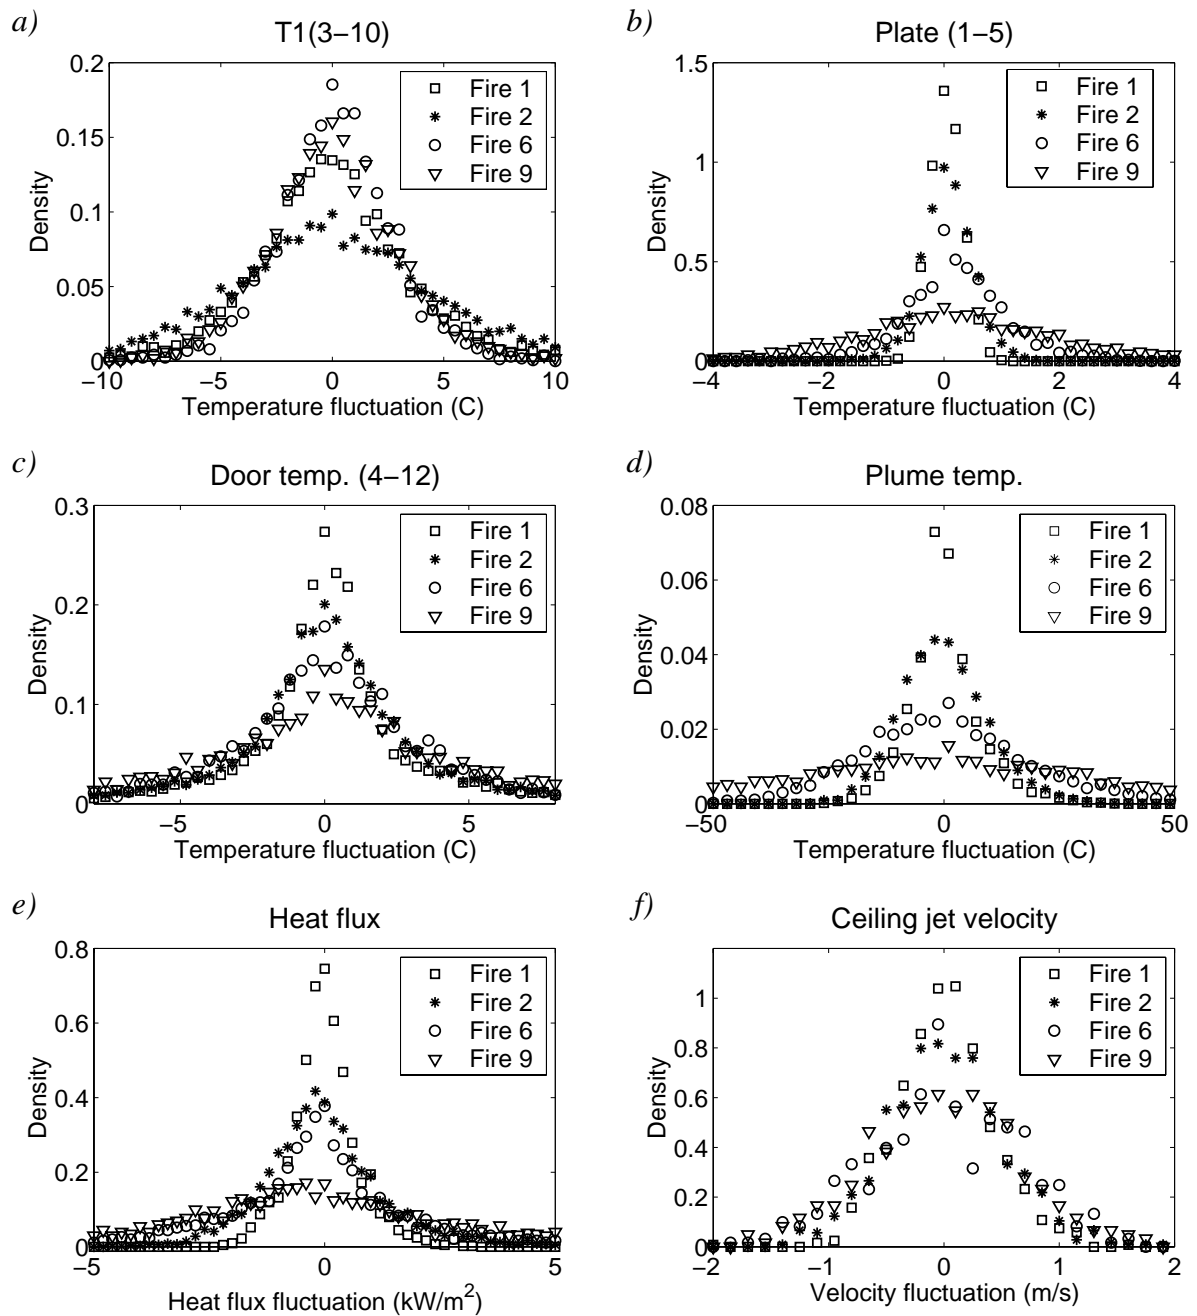 a)
T1(3−10)
0.2
0.15
0.1
0.05
0
Density
−10
−5
0
5
10
Temperature fluctuation (C)
Fire 1
Fire 2
Fire 6
Fire 9
b)
Plate (1−5)
1.5
1
0.5
0
Density
−4
−2
0
2
4
Temperature fluctuation (C)
Fire 1
Fire 2
Fire 6
Fire 9
c)
Door temp. (4−12)
0.3
0.2
0.1
0
Density
−5
0
5
Temperature fluctuation (C)
Fire 1
Fire 2
Fire 6
Fire 9
d)
Plume temp.
0.08
0.06
0.04
0.02
0
Density
−50
0
50
Temperature fluctuation (C)
Fire 1
Fire 2
Fire 6
Fire 9
e)
Heat flux
0.8
0.6
0.4
0.2
0
Density
−5
0
5
Heat flux fluctuation (kW/m²)
Fire 1
Fire 2
Fire 6
Fire 9
f)
Ceiling jet velocity
1
0.8
0.6
0.4
0.2
0
Density
−2
−1
0
1
2
Velocity fluctuation (m/s)
Fire 1
Fire 2
Fire 6
Fire 9